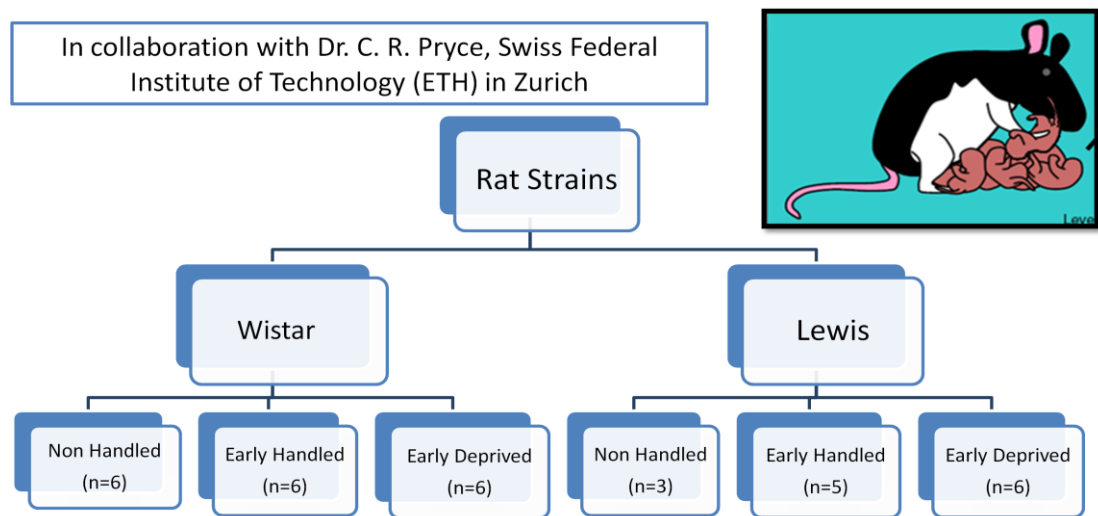 In collaboration with Dr. C. R. Pryce, Swiss Federal
Institute of Technology (ETH) in Zurich
Leve
Rat Strains
Wistar
Lewis
Non Handled
(n=6)
Early Handled
(n=6)
Early Deprived
(n=6)
Non Handled
(n=3)
Early Handled
(n=5)
Early Deprived
(n=6)